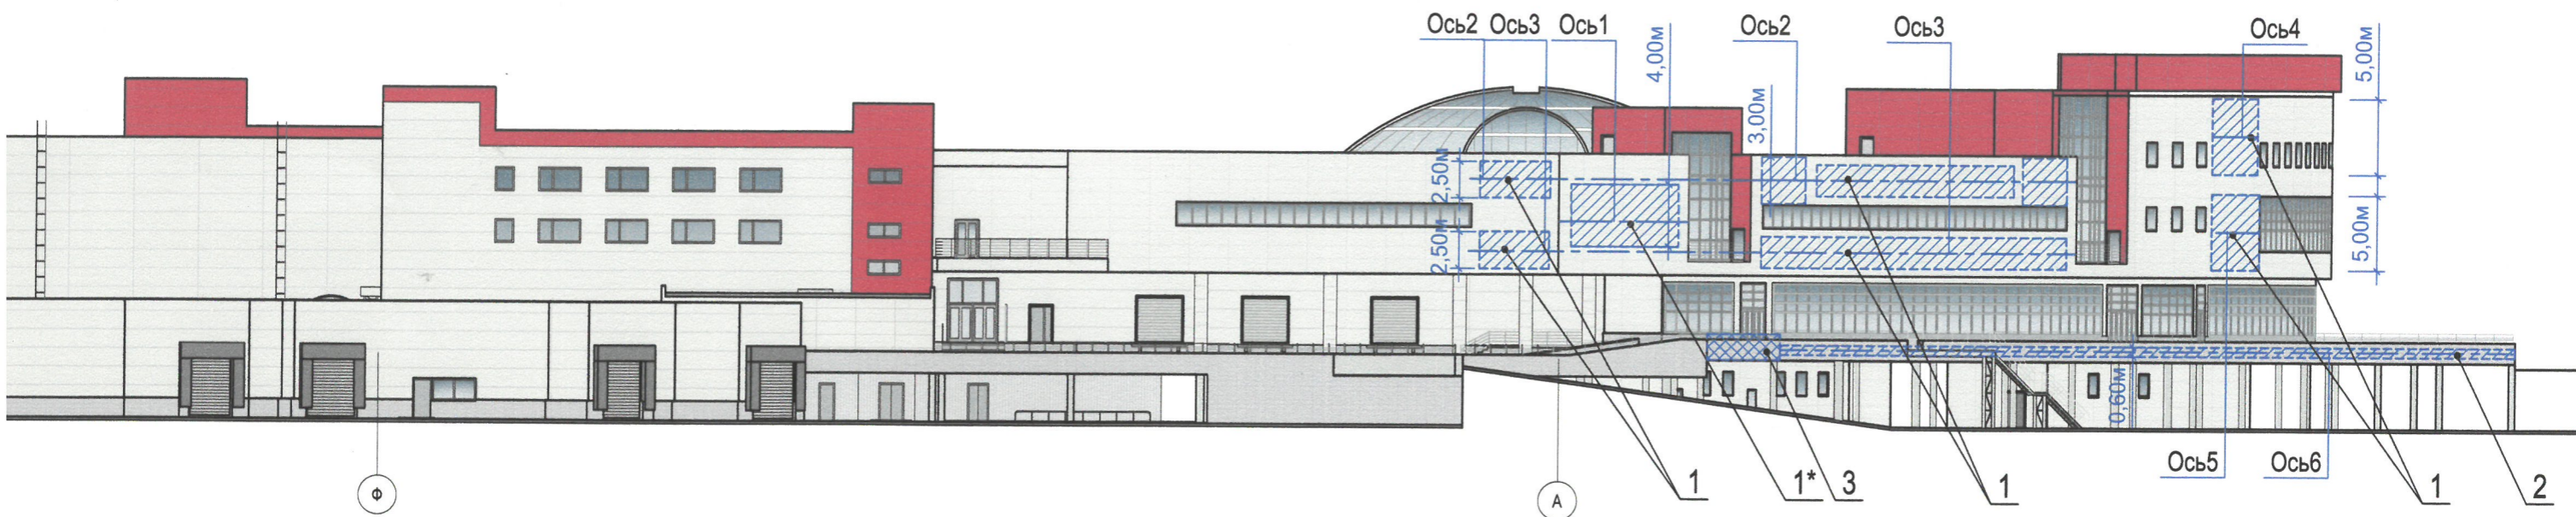 Ось2 Ось3 Ось1 Ось2 Ось3 Ось4
4,00м
3,00м
5,00м
2,50м
2,50м
5,00м
0,60м
Ось5 Ось6
Ф А 1 1* 3 1 1 2